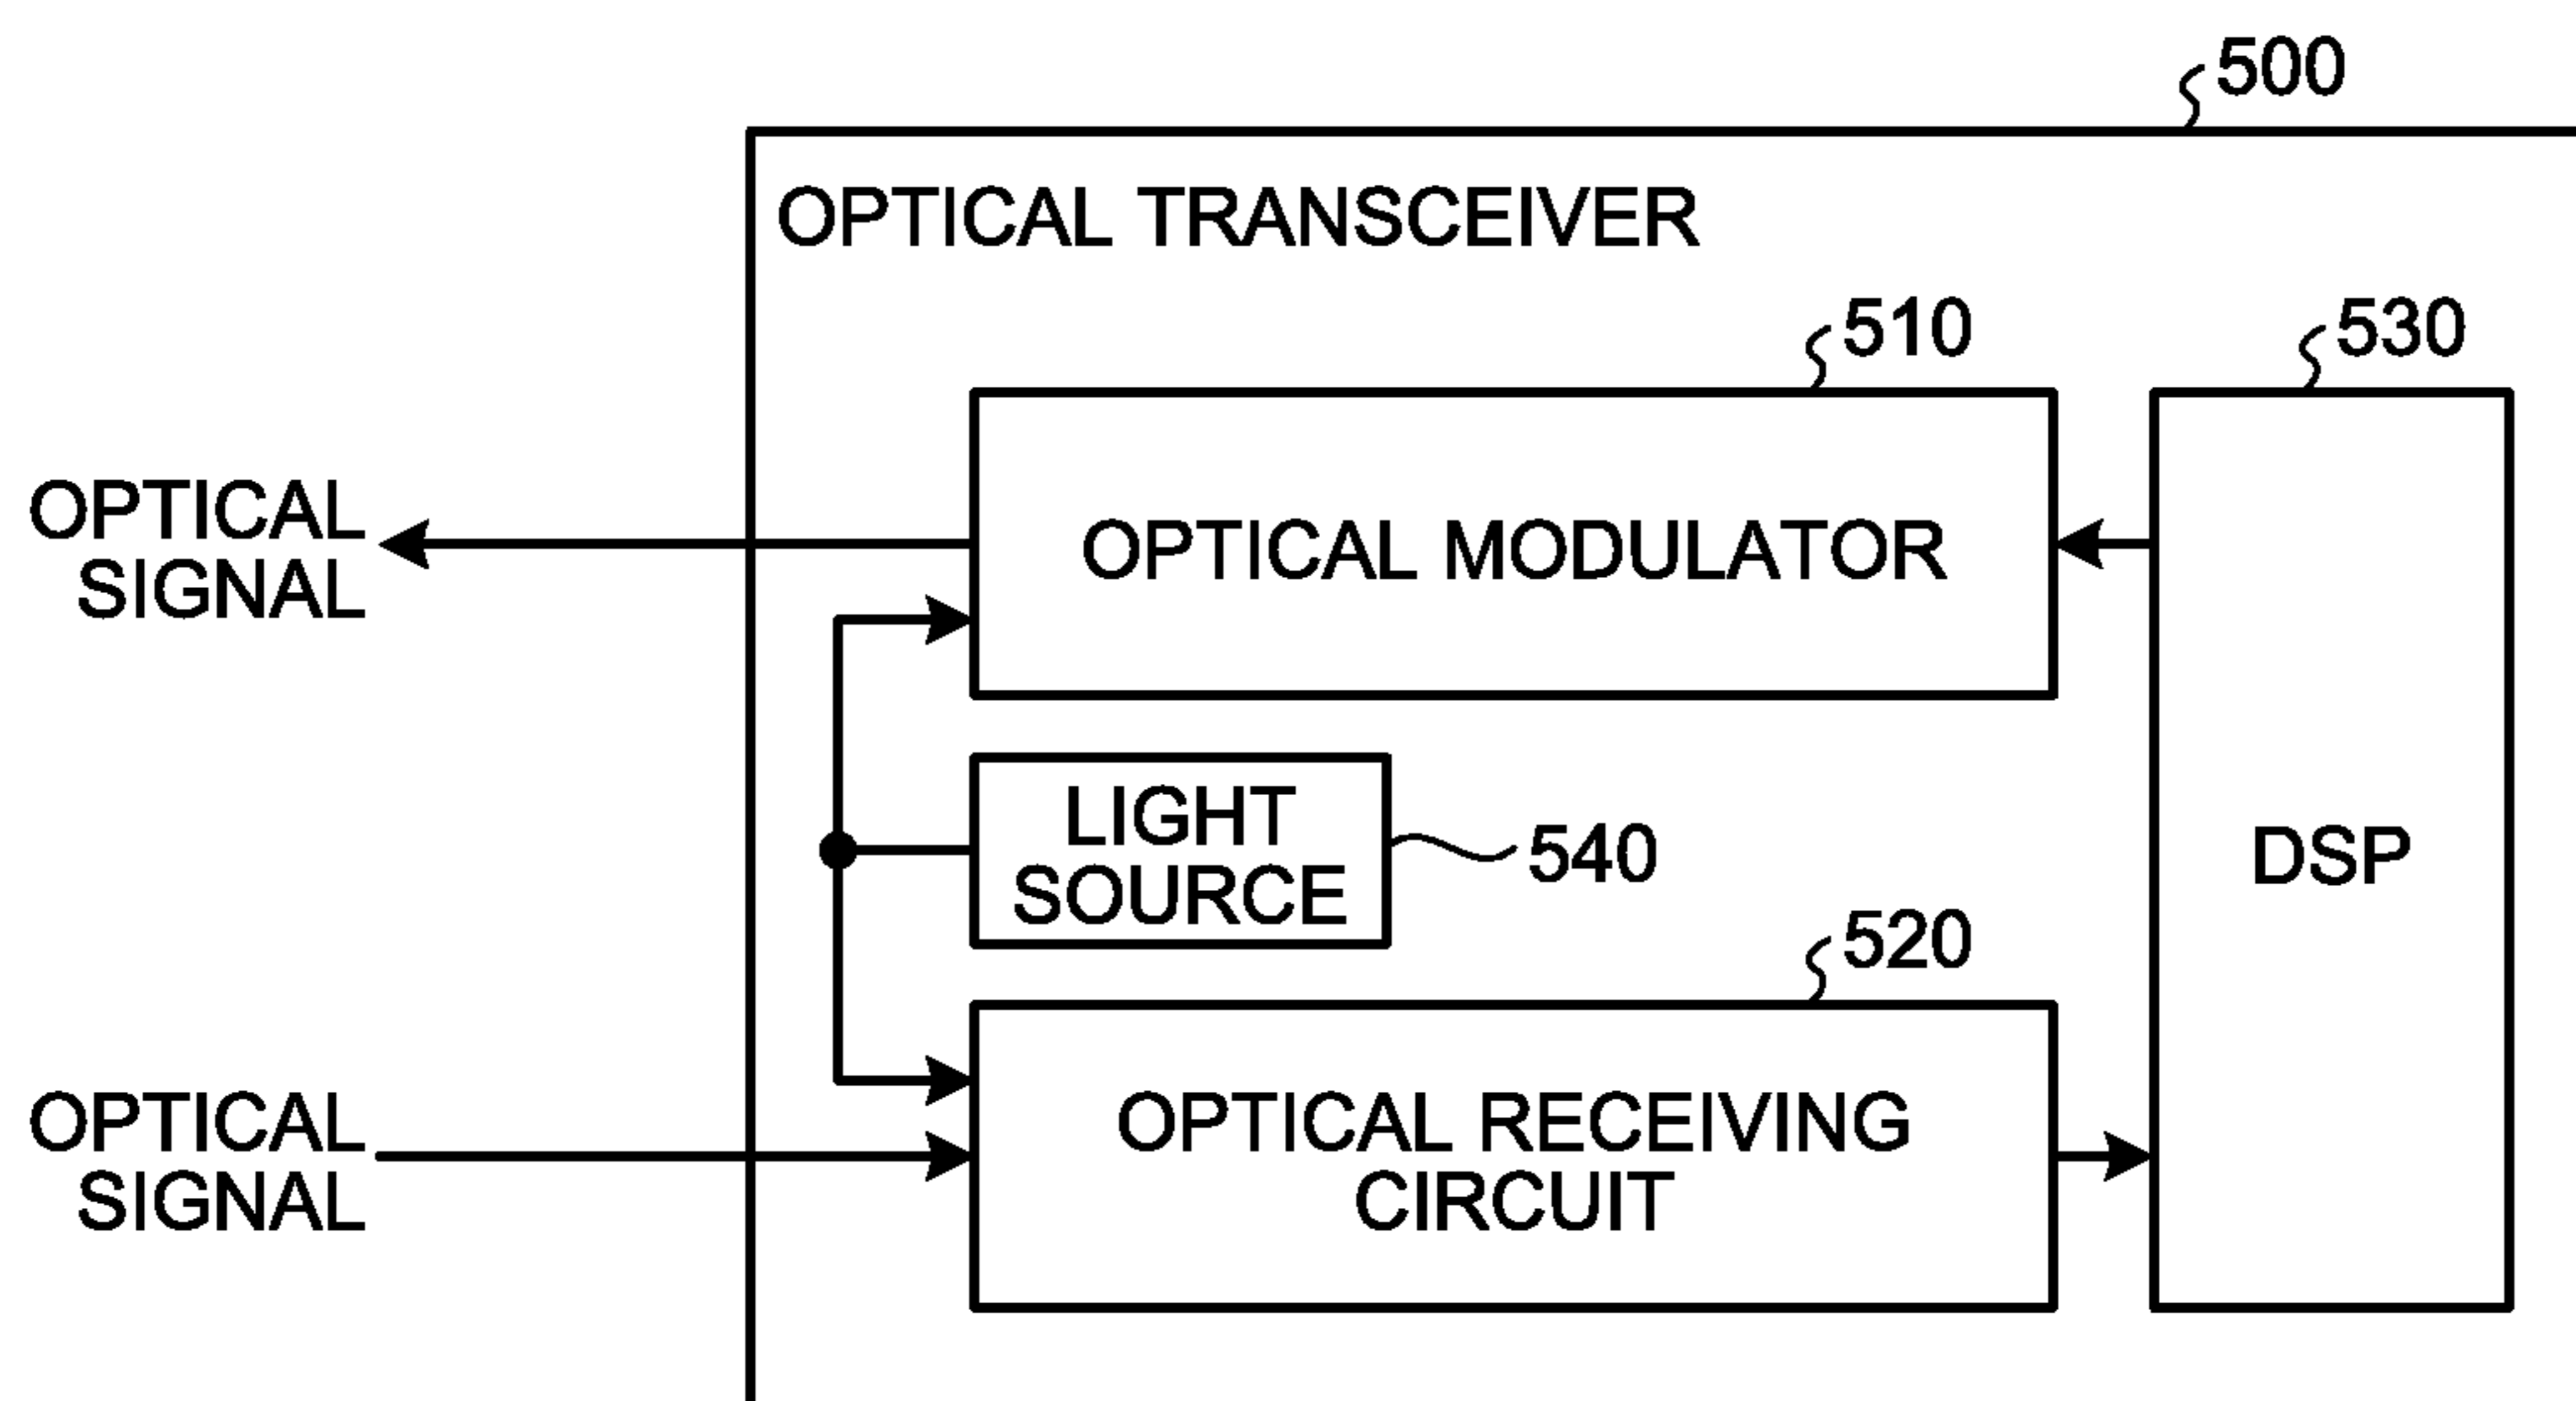 500
OPTICAL TRANSCEIVER
510
530
OPTICAL
SIGNAL
OPTICAL MODULATOR
LIGHT
SOURCE
540
DSP
520
OPTICAL
SIGNAL
OPTICAL RECEIVING
CIRCUIT